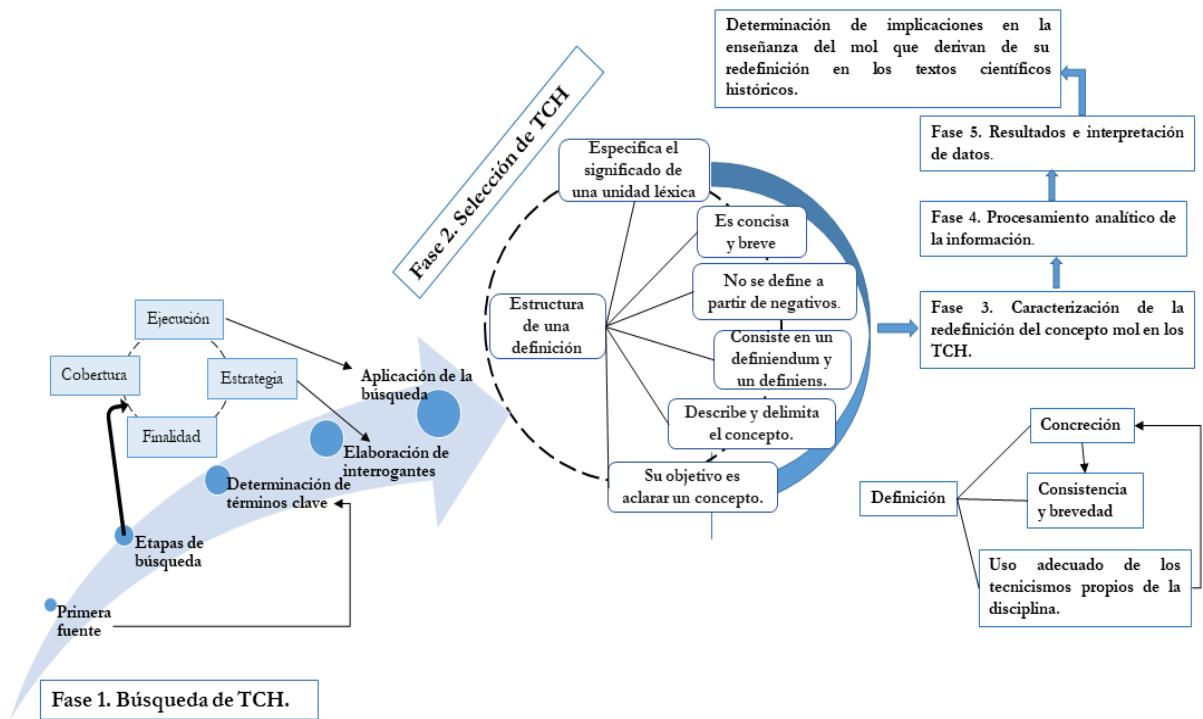 Fase 1. Búsqueda de TCH.
Primera
fuente
Etapas de
búsqueda
Determinación de
términos clave
Elaboración de
interrogantes
Aplicación de la
búsqueda
Ejecución
Cobertura
Estrategia
Finalidad
Fase 2. Selección de TCH
Estructura
de una
definición
Especifica el
significado de
una unidad léxica
Es concisa
y breve
No se define a
partir de negativos.
Consiste en un
definiendum y
un definiens.
Describe y delimita
el concepto.
Su objetivo es
aclarar un concepto.
Fase 3. Caracterización de la
redefinición del concepto mol en los
TCH.
Fase 4. Procesamiento analítico de
la información.
Fase 5. Resultados e interpretación
de datos.
Determinación de implicaciones en la
enseñanza del mol que derivan de su
redefinición en los textos científicos
históricos.
Definición
Concreción
Consistencia
y brevedad
Uso adecuado de los
tecnicismos propios de la
disciplina.